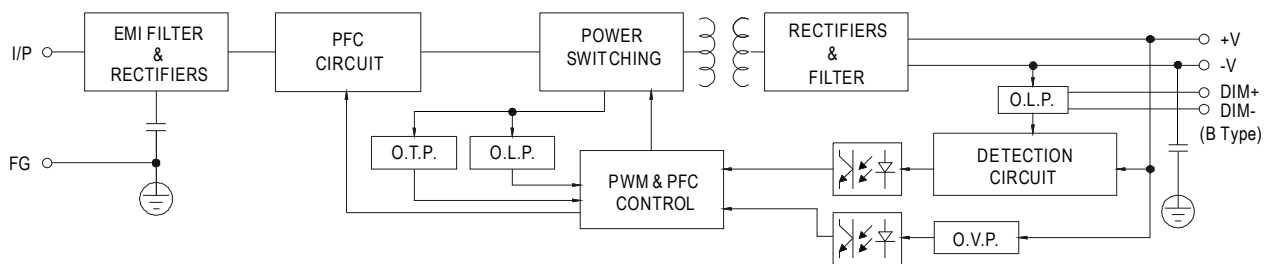 I/P
EMI FILTER
&
RECTIFIERS
PFC
CIRCUIT
POWER
SWITCHING
RECTIFIERS
&
FILTER
+V
-V
DIM+
DIM-
(B Type)
O.L.P.
FG
O.T.P.
O.L.P.
PWM & PFC
CONTROL
DETECTION
CIRCUIT
O.V.P.